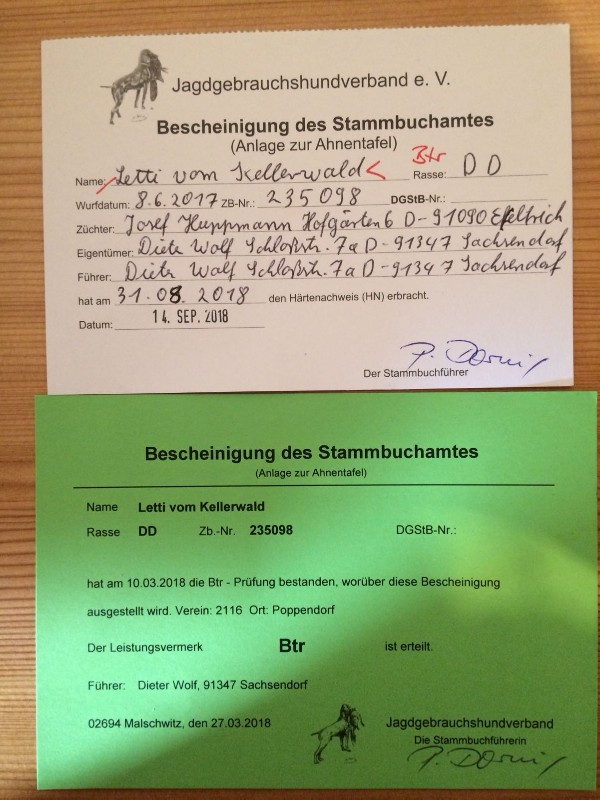 Jagdgebrauchshundverband e. V.
Bescheinigung des Stammbuchamtes
(Anlage zur Ahnentafel)
Btr
Name: Letti vom Kellerwald Rasse: DD
Wurfdatum: 8.6.2017 ZB-Nr.: 235098 DGStB-Nr.:
Züchter: Josef Huppmann Hofgärten 6 D-91090 Effeltrich
Eigentümer: Dieter Wolf Schloßstr. 7a D-91347 Sachsendorf
Führer: Dieter Wolf Schloßstr. 7a D-91347 Sachsendorf
hat am 31.08.2018 den Härtenachweis (HN) erbracht.
Datum: 14. SEP. 2018
Der Stammbuchführer
Bescheinigung des Stammbuchamtes
(Anlage zur Ahnentafel)
Name Letti vom Kellerwald
Rasse DD Zb.-Nr. 235098 DGStB-Nr.:
hat am 10.03.2018 die Btr - Prüfung bestanden, worüber diese Bescheinigung
ausgestellt wird. Verein: 2116 Ort: Poppendorf
Der Leistungsvermerk Btr ist erteilt.
Führer: Dieter Wolf, 91347 Sachsendorf
02694 Malschwitz, den 27.03.2018 Jagdgebrauchshundverband
Die Stammbuchführerin